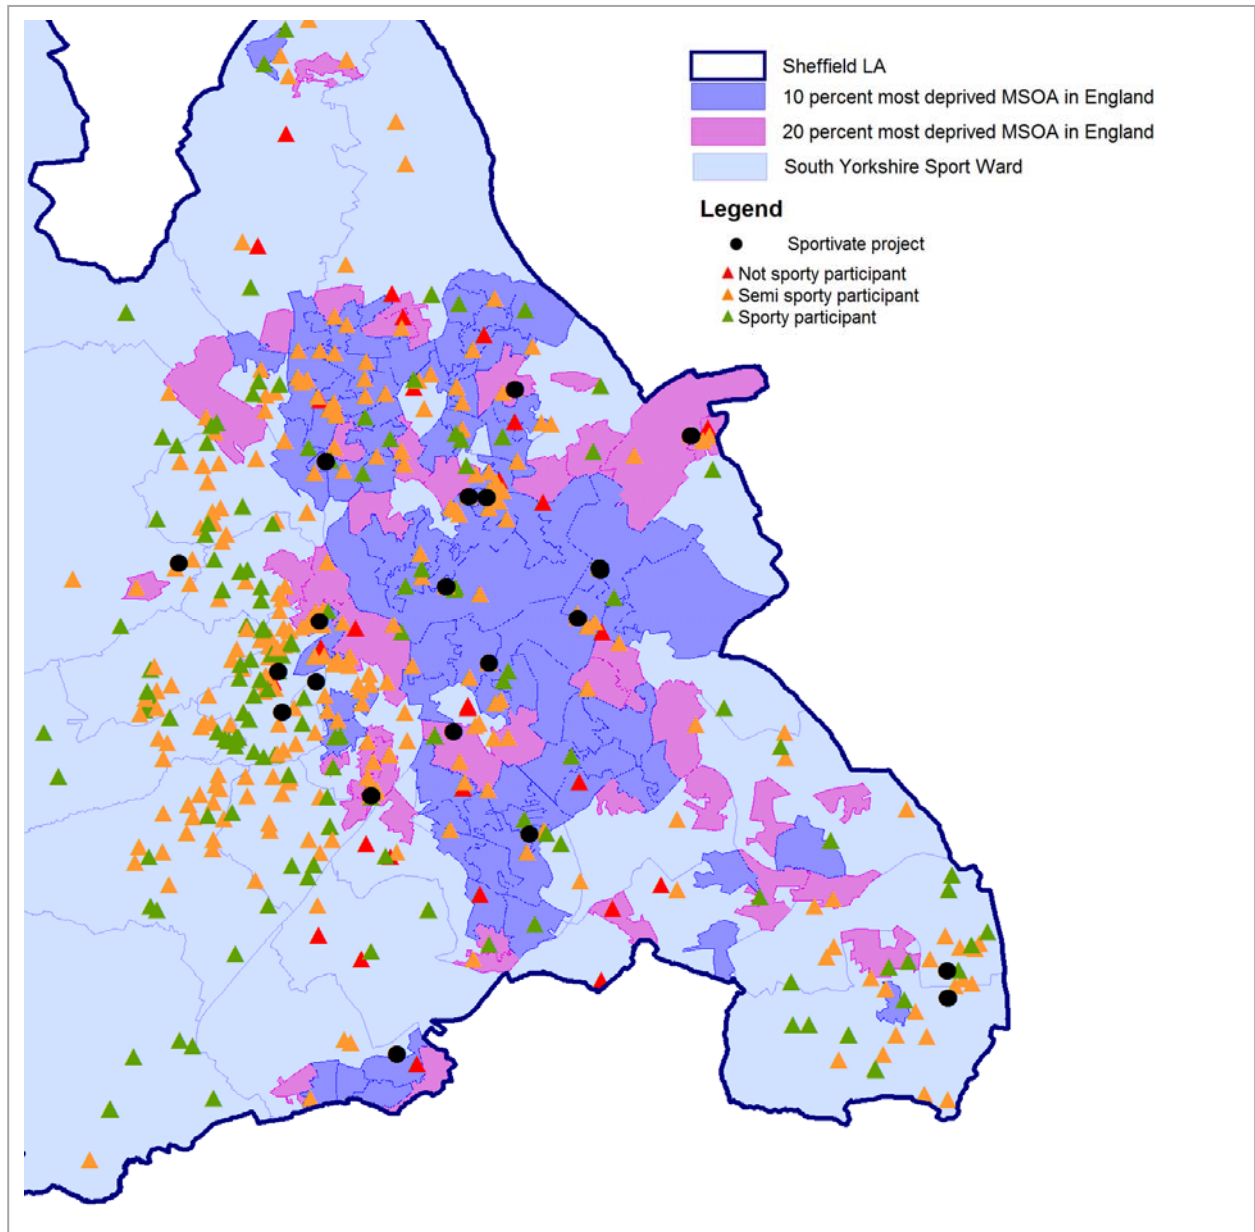 Sheffield LA
10 percent most deprived MSOA in England
20 percent most deprived MSOA in England
South Yorkshire Sport Ward
Legend
Sportivate project
Not sporty participant
Semi sporty participant
Sporty participant